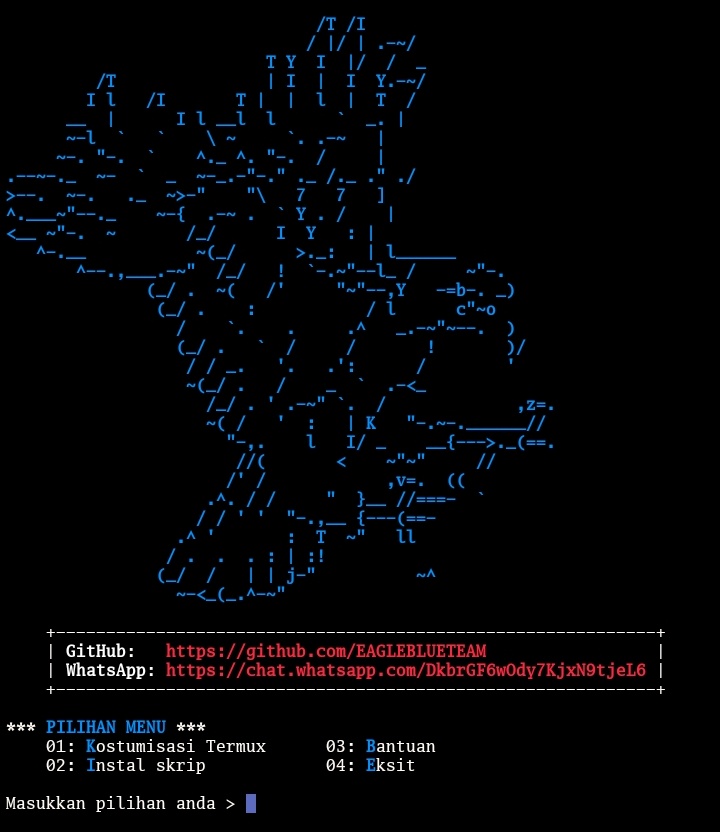 GitHub: https://github.com/EAGLEBLUETEAM
WhatsApp: https://chat.whatsapp.com/DkbrGF6wOdy7KjxN9tjeL6
*** PILIHAN MENU ***
01: Kostumisasi Termux 03: Bantuan
02: Instal skrip 04: Eksit
Masukkan pilihan anda >